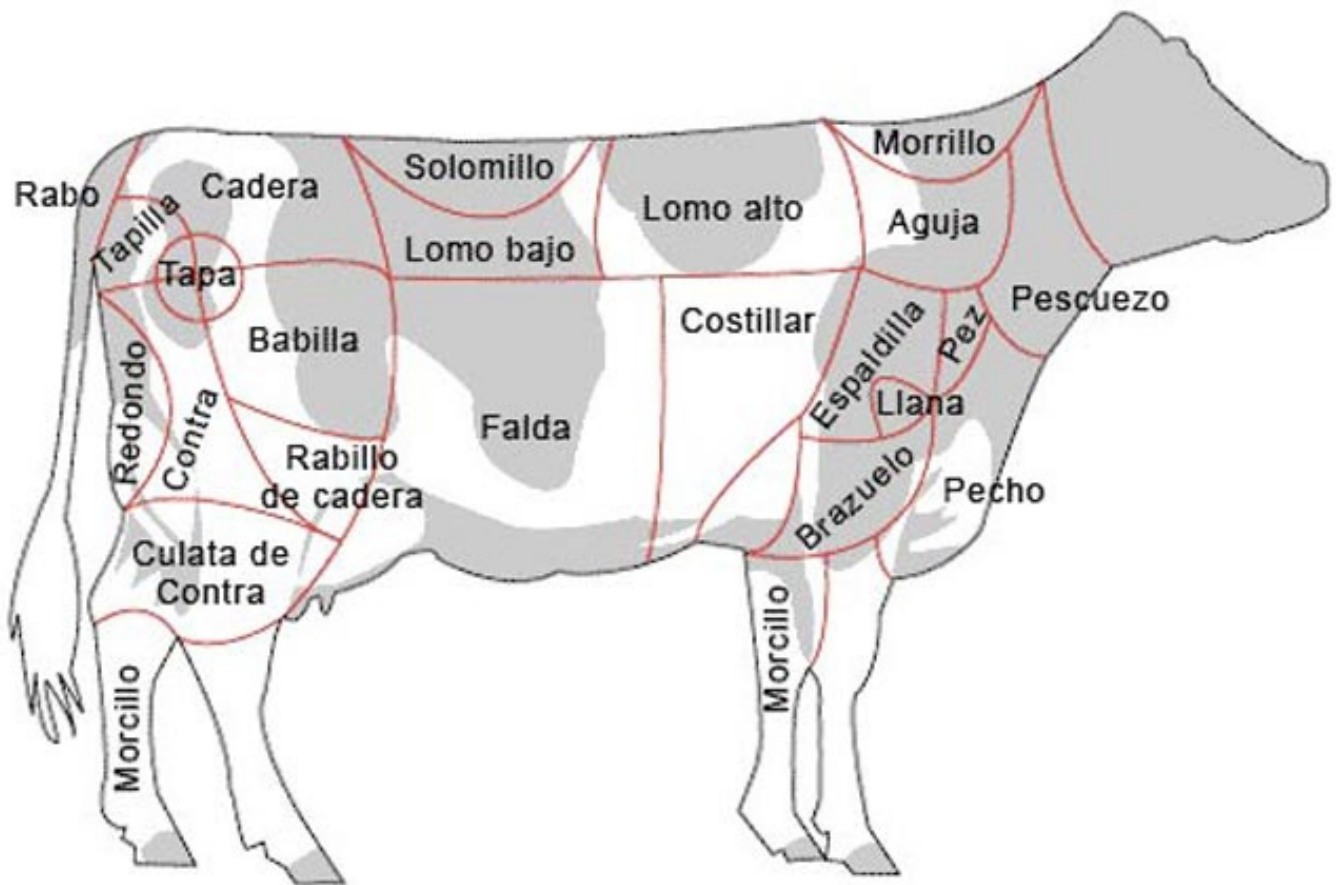 Morrillo
Solomillo
Rabo
Cadera
Lomo alto
Aguja
Tapilla
Lomo bajo
Tapa
Pescuezo
Costillar
Babilla
Espaldilla
Pez
Llana
Redondo
Contra
Falda
Rabillo
de cadera
Brazuelo
Pecho
Culata de
Contra
Morcillo
Morcillo